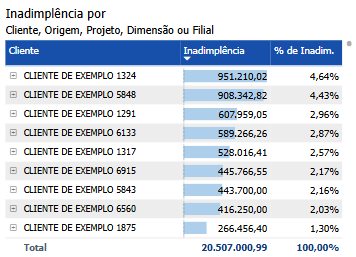 Inadimplência por
Cliente, Origem, Projeto, Dimensão ou Filial
Cliente Inadimplência % de Inadim.
CLIENTE DE EXEMPLO 1324 951.210,02 4,64%
CLIENTE DE EXEMPLO 5848 908.342,82 4,43%
CLIENTE DE EXEMPLO 1291 607.959,05 2,96%
CLIENTE DE EXEMPLO 6133 589.266,26 2,87%
CLIENTE DE EXEMPLO 1317 528.016,41 2,57%
CLIENTE DE EXEMPLO 6915 445.766,55 2,17%
CLIENTE DE EXEMPLO 5843 443.700,00 2,16%
CLIENTE DE EXEMPLO 6560 416.250,00 2,03%
CLIENTE DE EXEMPLO 1875 266.456,40 1,30%
Total 20.507.000,99 100,00%